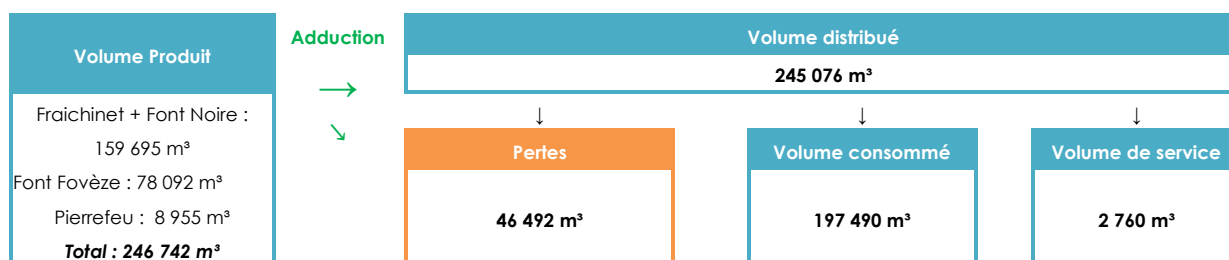 Volume Produit
Fraichinet + Font Noire :
159 695 m³
Font Fovèze : 78 092 m³
Pierrefeu : 8 955 m³
Total : 246 742 m³
Adduction
→
↘
Volume distribué
245 076 m³
↓ ↓ ↓
Pertes
46 492 m³
Volume consommé
197 490 m³
Volume de service
2 760 m³